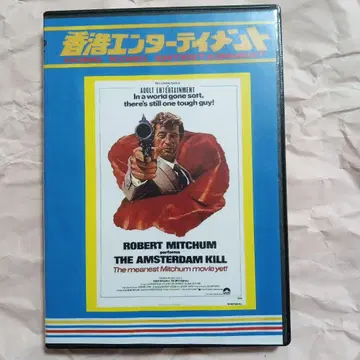 香港エンターテイメント
ADULT ENTERTAINMENT
In a world gone soft,
there's still one tough guy!
ROBERT MITCHUM
performs
THE AMSTERDAM KILL
The meanest Mitchum movie yet!